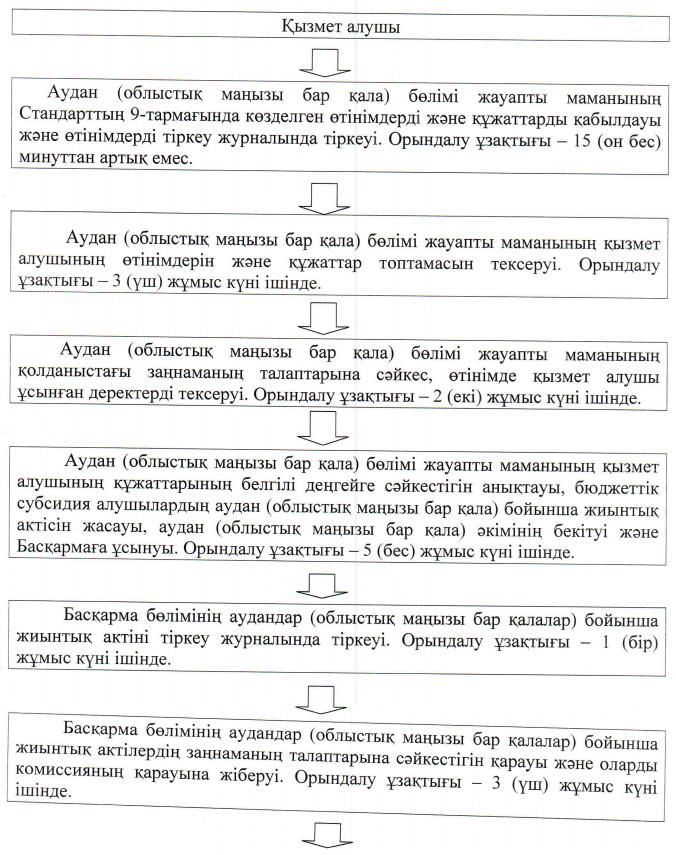 Қызмет алушы
Аудан (облыстық маңызы бар қала) бөлімі жауапты маманының
Стандарттың 9-тармағында көзделген өтінімдерді және құжаттарды қабылдауы
және өтінімдерді тіркеу журналында тіркеуі. Орындалу ұзақтығы – 15 (он бес)
минуттан артық емес.
Аудан (облыстық маңызы бар қала) бөлімі жауапты маманының қызмет
алушының өтінімдерін және құжаттар топтамасын тексеруі. Орындалу
ұзақтығы – 3 (үш) жұмыс күні ішінде.
Аудан (облыстық маңызы бар қала) бөлімі жауапты маманының
қолданыстағы заңнаманың талаптарына сәйкес, өтінімде қызмет алушы
ұсынған деректерді тексеруі. Орындалу ұзақтығы – 2 (екі) жұмыс күні ішінде.
Аудан (облыстық маңызы бар қала) бөлімі жауапты маманының қызмет
алушының құжаттарының белгілі деңгейге сәйкестігін анықтауы, бюджеттік
субсидия алушылардың аудан (облыстық маңызы бар қала) бойынша жиынтық
актісін жасауы, аудан (облыстық маңызы бар қала) әкімінің бекітуі және
Басқармаға ұсынуы. Орындалу ұзақтығы – 5 (бес) жұмыс күні ішінде.
Басқарма бөлімінің аудандар (облыстық маңызы бар қалалар) бойынша
жиынтық актіні тіркеу журналында тіркеуі. Орындалу ұзақтығы – 1 (бір)
жұмыс күні ішінде.
Басқарма бөлімінің аудандар (облыстық маңызы бар қалалар) бойынша
жиынтық актілердің заңнаманың талаптарына сәйкестігін қарауы және оларды
комиссияның қарауына жіберуі. Орындалу ұзақтығы – 3 (үш) жұмыс күні
ішінде.